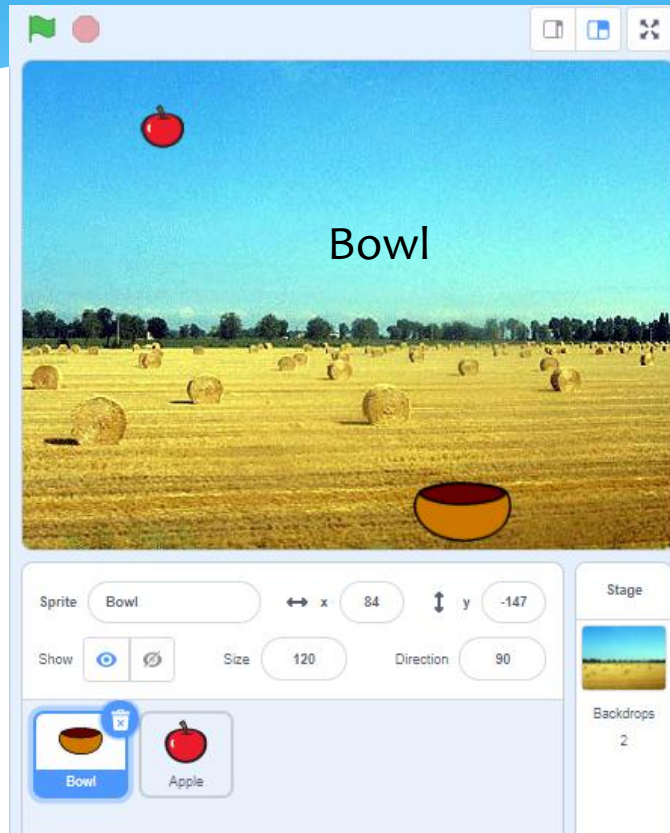 Bowl
Sprite Bowl x 84 y -147
Show Size 120 Direction 90
Bowl Apple
Stage
Backdrops
2